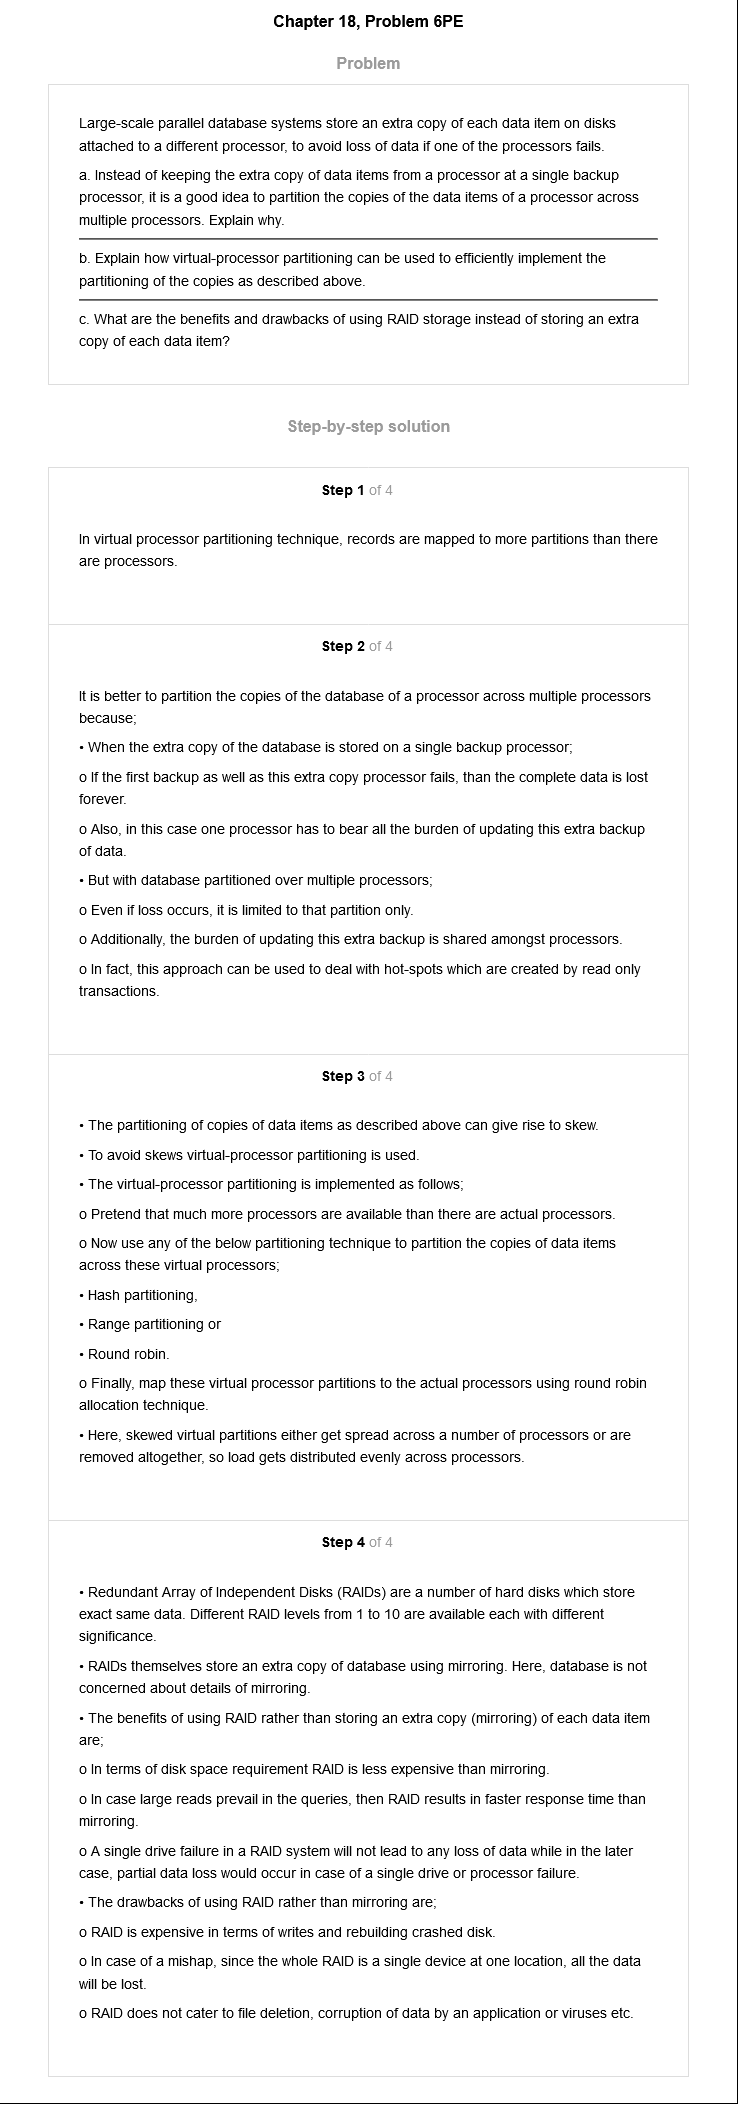 Chapter 18, Problem 6PE
Problem
Large-scale parallel database systems store an extra copy of each data item on disks
attached to a different processor, to avoid loss of data if one of the processors fails.
a. Instead of keeping the extra copy of data items from a processor at a single backup
processor, it is a good idea to partition the copies of the data items of a processor across
multiple processors. Explain why.
b. Explain how virtual-processor partitioning can be used to efficiently implement the
partitioning of the copies as described above.
c. What are the benefits and drawbacks of using RAID storage instead of storing an extra
copy of each data item?
Step-by-step solution
Step 1 of 4
In virtual processor partitioning technique, records are mapped to more partitions than there
are processors.
Step 2 of 4
It is better to partition the copies of the database of a processor across multiple processors
because;
• When the extra copy of the database is stored on a single backup processor;
o If the first backup as well as this extra copy processor fails, than the complete data is lost
forever.
o Also, in this case one processor has to bear all the burden of updating this extra backup
of data.
• But with database partitioned over multiple processors;
o Even if loss occurs, it is limited to that partition only.
o Additionally, the burden of updating this extra backup is shared amongst processors.
o In fact, this approach can be used to deal with hot-spots which are created by read only
transactions.
Step 3 of 4
• The partitioning of copies of data items as described above can give rise to skew.
• To avoid skews virtual-processor partitioning is used.
• The virtual-processor partitioning is implemented as follows;
o Pretend that much more processors are available than there are actual processors.
o Now use any of the below partitioning technique to partition the copies of data items
across these virtual processors;
• Hash partitioning,
• Range partitioning or
• Round robin.
o Finally, map these virtual processor partitions to the actual processors using round robin
allocation technique.
• Here, skewed virtual partitions either get spread across a number of processors or are
removed altogether, so load gets distributed evenly across processors.
Step 4 of 4
• Redundant Array of Independent Disks (RAIDs) are a number of hard disks which store
exact same data. Different RAID levels from 1 to 10 are available each with different
significance.
• RAIDs themselves store an extra copy of database using mirroring. Here, database is not
concerned about details of mirroring.
• The benefits of using RAID rather than storing an extra copy (mirroring) of each data item
are;
o In terms of disk space requirement RAID is less expensive than mirroring.
o In case large reads prevail in the queries, then RAID results in faster response time than
mirroring.
o A single drive failure in a RAID system will not lead to any loss of data while in the later
case, partial data loss would occur in case of a single drive or processor failure.
• The drawbacks of using RAID rather than mirroring are;
o RAID is expensive in terms of writes and rebuilding crashed disk.
o In case of a mishap, since the whole RAID is a single device at one location, all the data
will be lost.
o RAID does not cater to file deletion, corruption of data by an application or viruses etc.